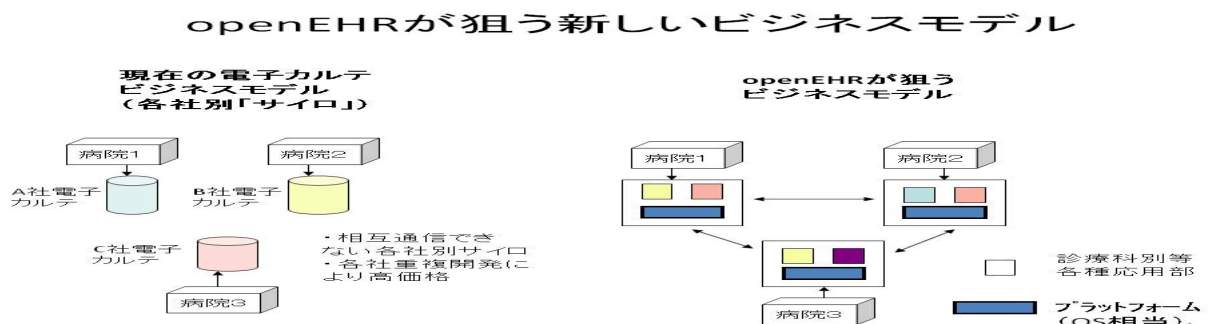 openEHRが狙う新しいビジネスモデル
現在の電子カルテ
ビジネスモデル
(各社別「サイロ」)
病院1
病院2
A社電子
カルテ
B社電子
カルテ
C社電子
カルテ
病院3
・相互通信でき
ない各社別サイロ
・各社重複開発に
より高価格
openEHRが狙う
ビジネスモデル
病院1
病院2
病院3
診療科別等
各種応用部
プラットフォーム
(OS相当)、